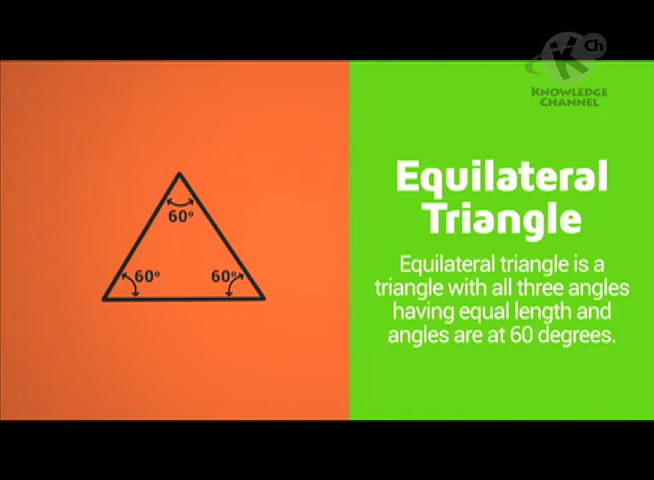 K Ch
KNOWLEDGE
CHANNEL
60°
60°
60°
Equilateral
Triangle
Equilateral triangle is a
triangle with all three angles
having equal length and
angles are at 60 degrees.